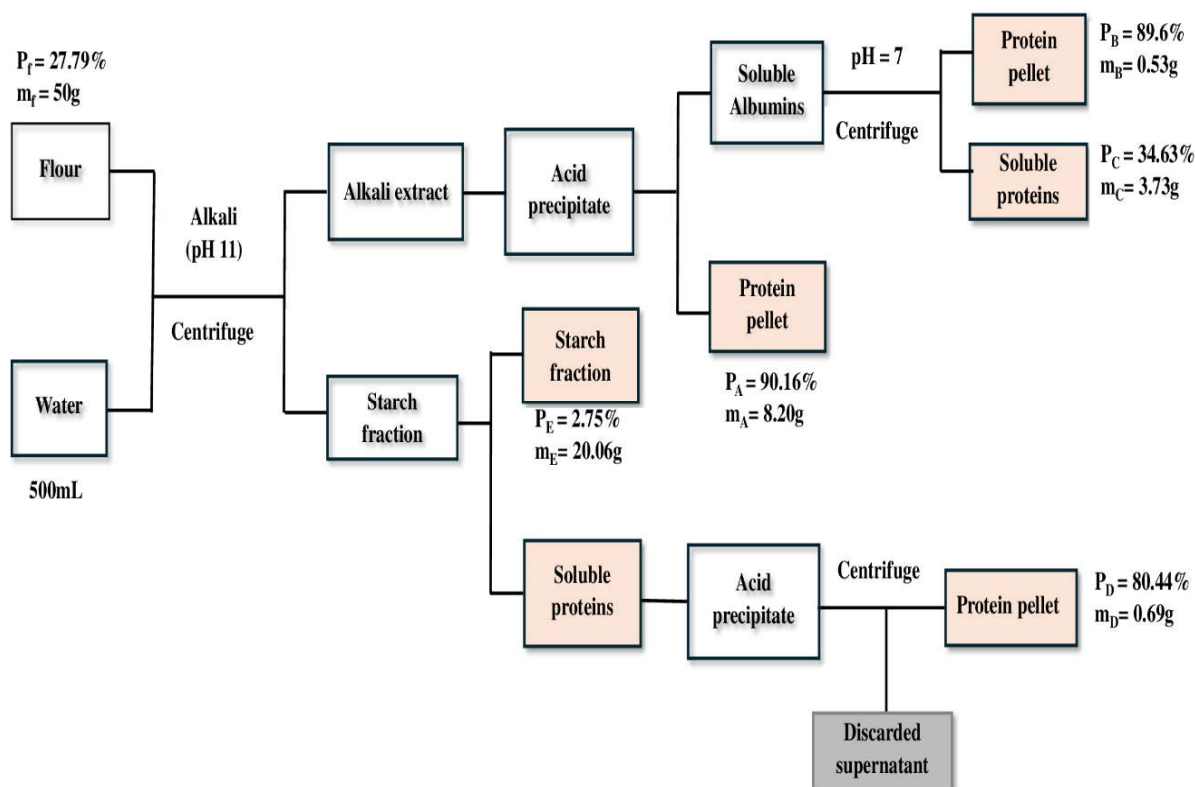 P_f = 27.79%
m_f = 50g
Flour
Water
500mL
Alkali
(pH 11)
Centrifuge
Alkali extract
Acid
precipitate
Soluble
Albumins
pH = 7
Centrifuge
Protein
pellet
P_B = 89.6%
m_B = 0.53g
Soluble
proteins
P_C = 34.63%
m_C = 3.73g
Protein
pellet
P_A = 90.16%
m_A = 8.20g
Starch
fraction
Starch
fraction
P_E = 2.75%
m_E = 20.06g
Soluble
proteins
Acid
precipitate
Centrifuge
Protein pellet
P_D = 80.44%
m_D = 0.69g
Discarded
supernatant